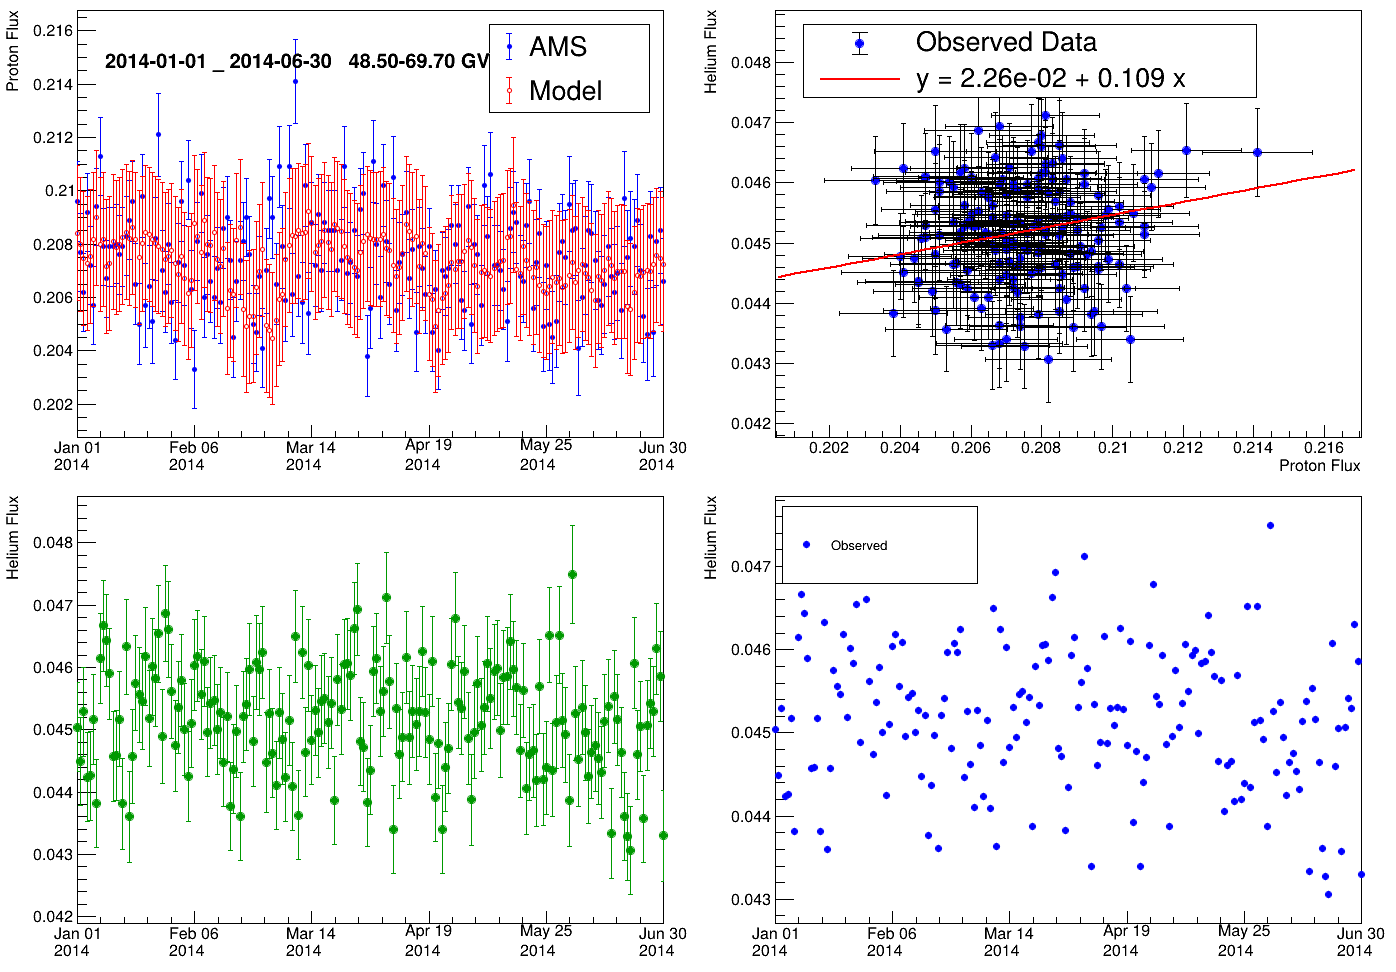 Proton Flux
0.216
0.214
0.212
0.21
0.208
0.206
0.204
0.202
2014-01-01 _ 2014-06-30 48.50-69.70 GV
AMS
Model
Jan 01 2014
Feb 06 2014
Mar 14 2014
Apr 19 2014
May 25 2014
Jun 30 2014
Helium Flux
0.048
0.047
0.046
0.045
0.044
0.043
0.042
Observed Data
y = 2.26e-02 + 0.109 x
0.202
0.204
0.206
0.208
0.21
0.212
0.214
0.216
Proton Flux
Helium Flux
0.048
0.047
0.046
0.045
0.044
0.043
0.042
Jan 01 2014
Feb 06 2014
Mar 14 2014
Apr 19 2014
May 25 2014
Jun 30 2014
Helium Flux
0.047
0.046
0.045
0.044
0.043
Observed
Jan 01 2014
Feb 06 2014
Mar 14 2014
Apr 19 2014
May 25 2014
Jun 30 2014